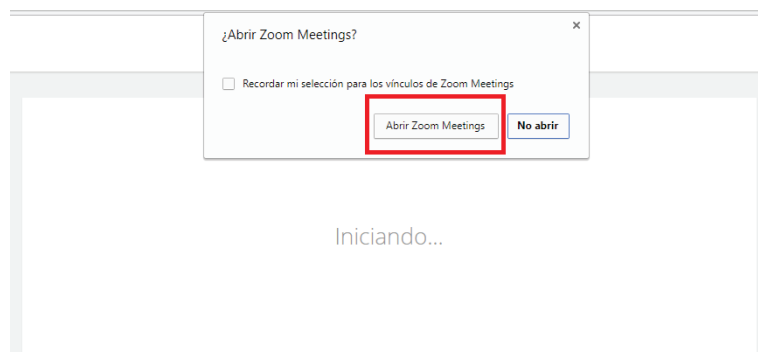 ¿Abrir Zoom Meetings?
Recordar mi selección para los vínculos de Zoom Meetings
Abrir Zoom Meetings
No abrir
Iniciando...